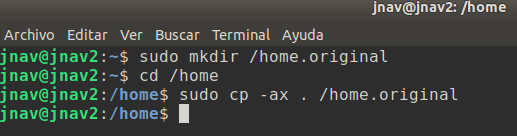 jnav@jnav2: /home
Archivo Editar Ver Buscar Terminal Ayuda
jnav@jnav2:~$ sudo mkdir /home.original
jnav@jnav2:~$ cd /home
jnav@jnav2:/home$ sudo cp -ax . /home.original
jnav@jnav2:/home$